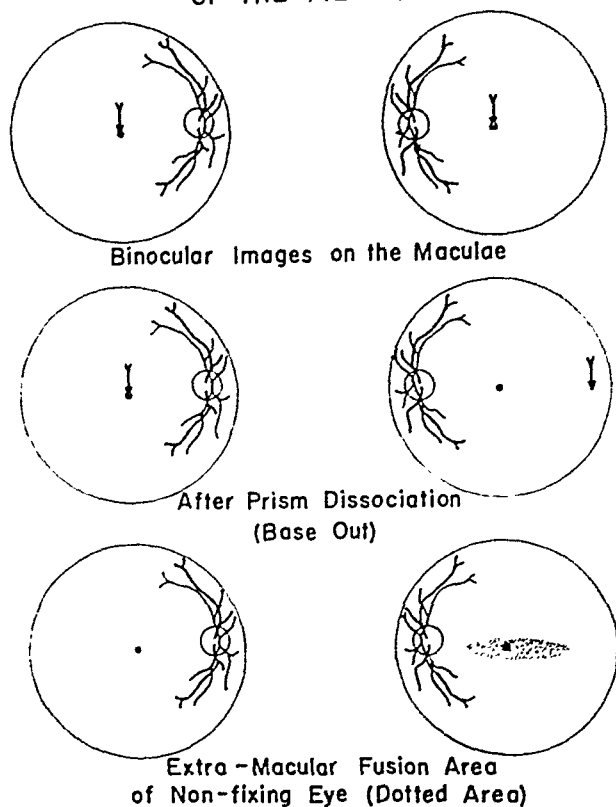 Binocular Images on the Maculae
After Prism Dissociation
(Base Out)
Extra-Macular Fusion Area
of Non-fixing Eye (Dotted Area)